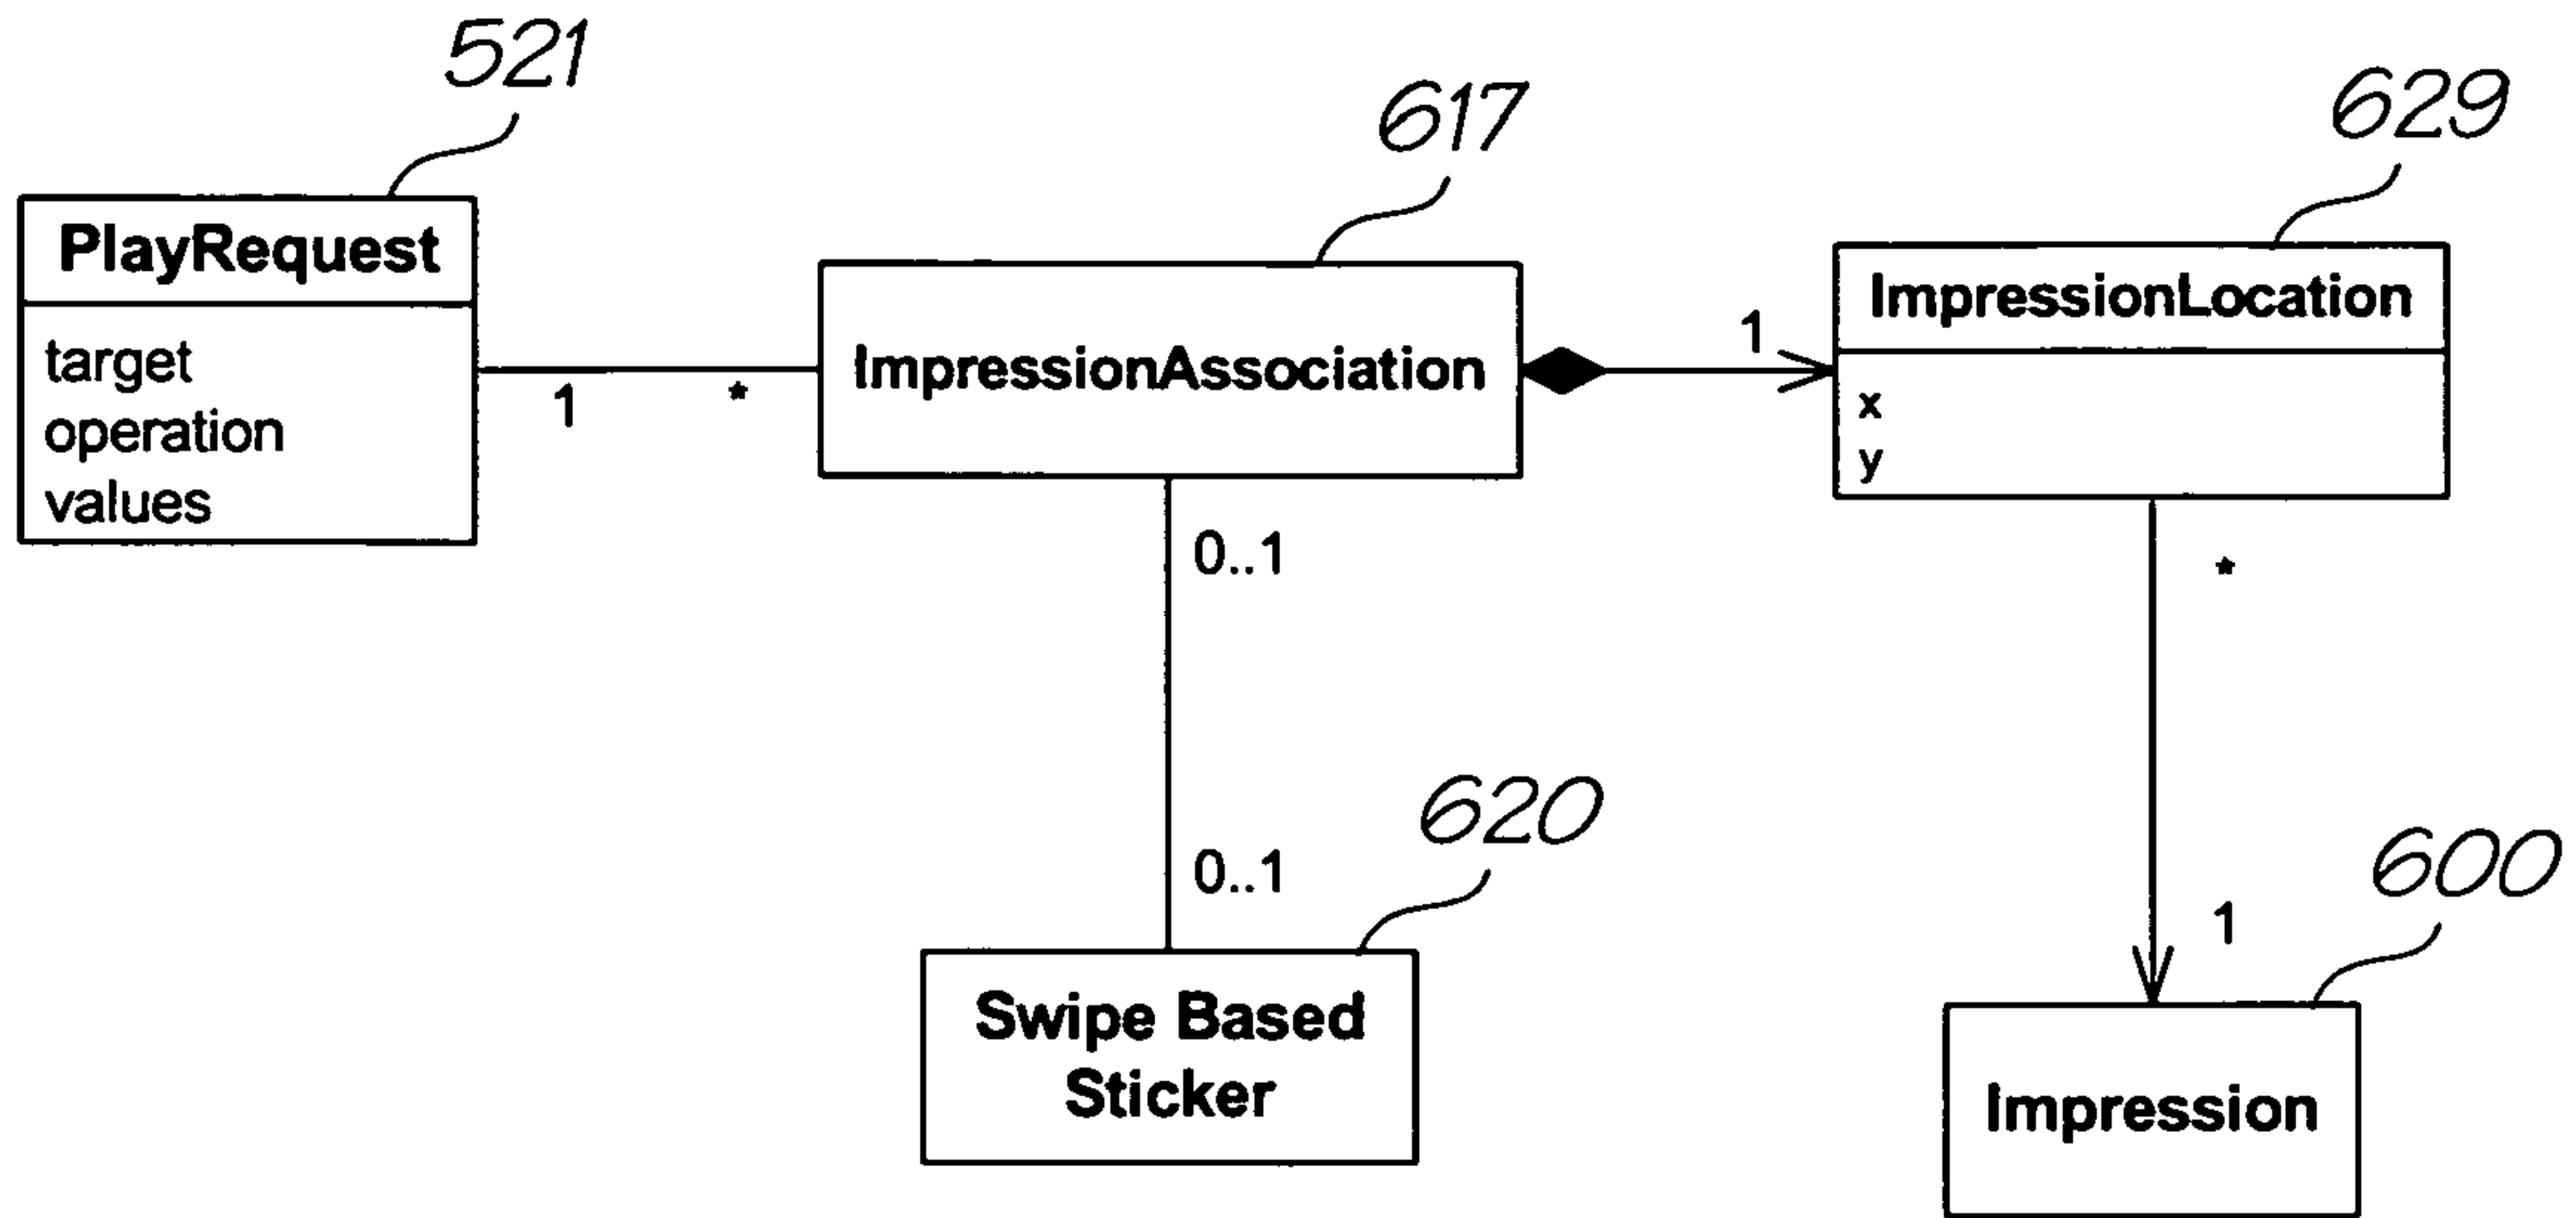 521
617
629
PlayRequest
target
operation
values
1
*
ImpressionAssociation
1
ImpressionLocation
x
y
0..1
*
0..1
620
600
1
Swipe Based
Sticker
Impression